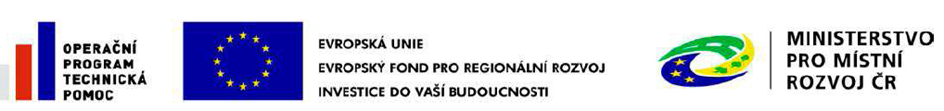 OPERAČNÍ
PROGRAM
TECHNICKÁ
POMOC
EVROPSKÁ UNIE
EVROPSKÝ FOND PRO REGIONÁLNÍ ROZVOJ
INVESTICE DO VAŠÍ BUDOUCNOSTI
MINISTERSTVO
PRO MÍSTNÍ
ROZVOJ ČR